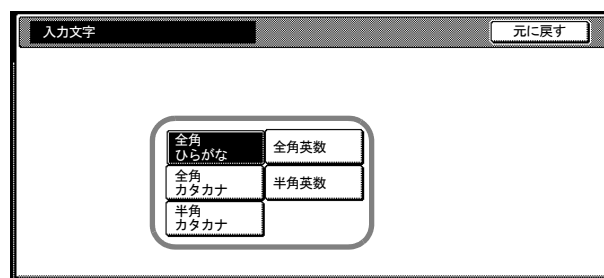 入力文字
元に戻す
全角
ひらがな
全角英数
全角
カタカナ
半角英数
半角
カタカナ